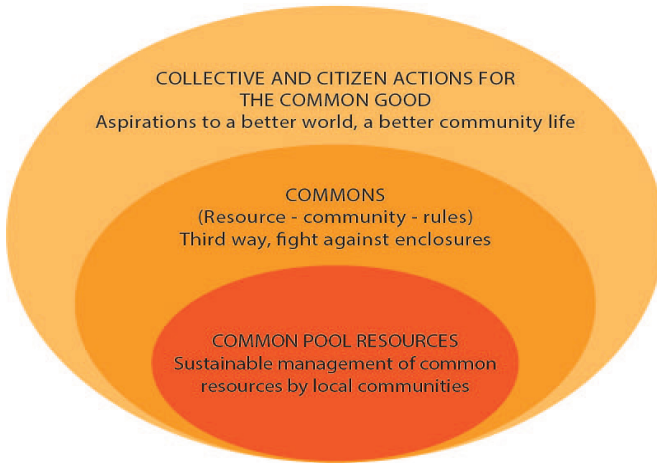 COLLECTIVE AND CITIZEN ACTIONS FOR
THE COMMON GOOD
Aspirations to a better world, a better community life
COMMONS
(Resource - community - rules)
Third way, fight against enclosures
COMMON POOL RESOURCES
Sustainable management of common
resources by local communities